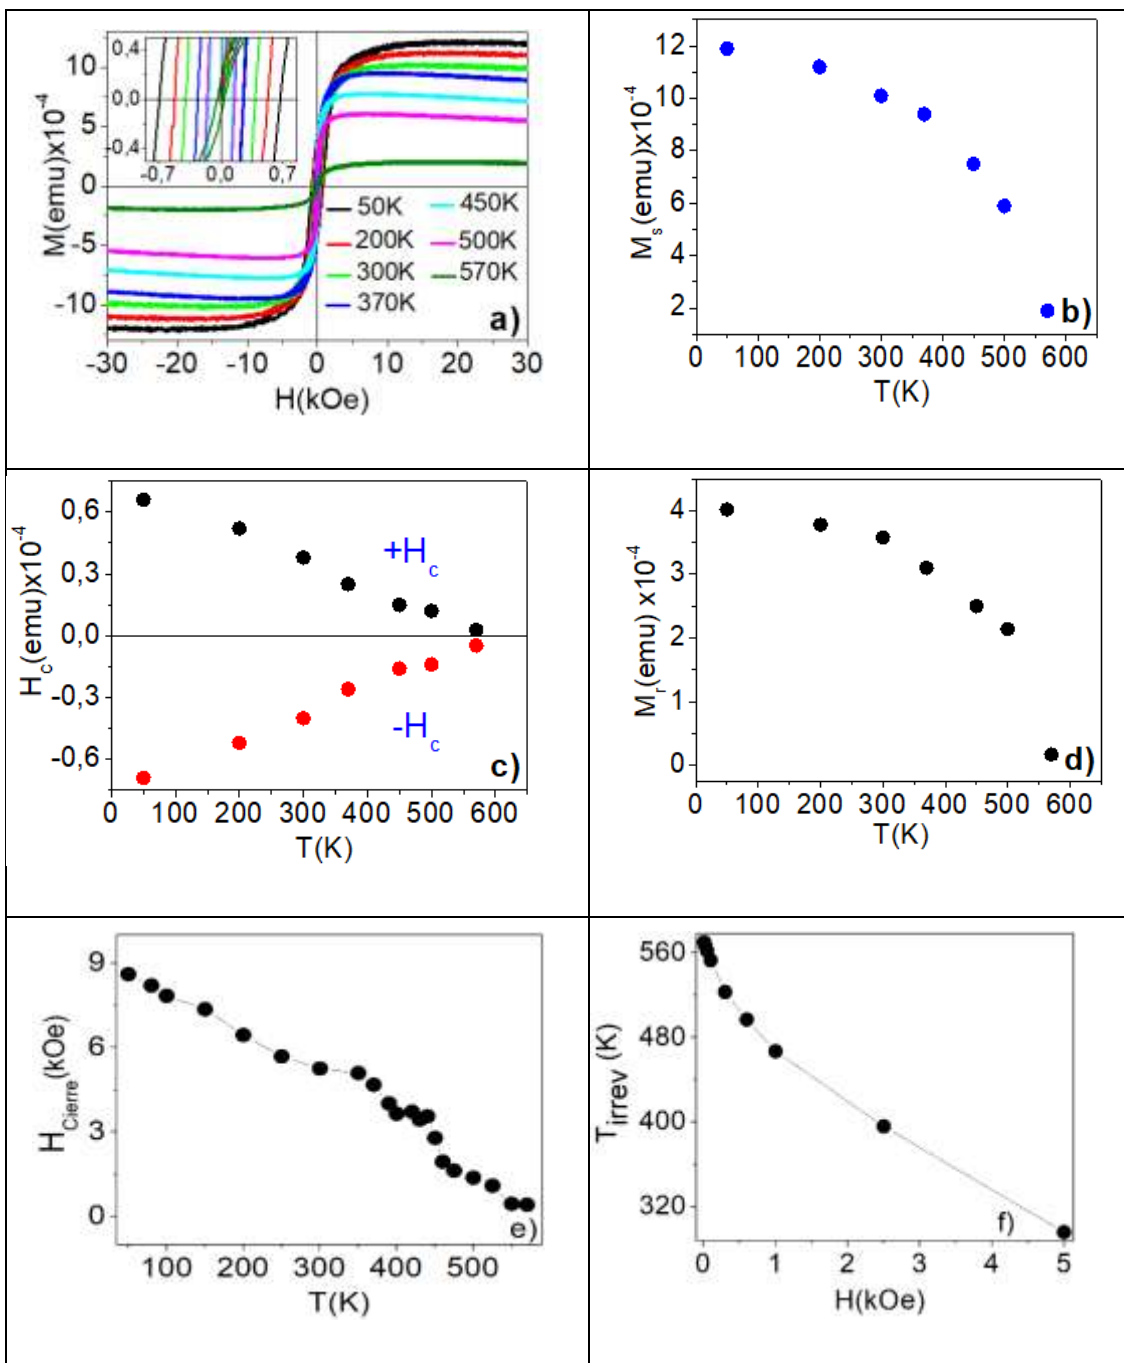 0,4
0,0
-0,4
-0,7 0,0 0,7
10
5
0
-5
-10
M(emu)x10-4
50K 450K
200K 500K
300K 570K
370K
a)
-30 -20 -10 0 10 20 30
H(kOe)
12
10
8
6
4
2
Ms(emu)x10-4
b)
0 100 200 300 400 500 600
T(K)
0,6
0,3
0,0
-0,3
-0,6
Hc(emu)x10-4
+Hc
-Hc
c)
0 100 200 300 400 500 600
T(K)
4
3
2
1
0
Mr(emu) x10-4
d)
0 100 200 300 400 500 600
T(K)
9
6
3
0
HCierre(kOe)
e)
100 200 300 400 500
T(K)
560
480
400
320
Tirrev (K)
f)
0 1 2 3 4 5
H(kOe)